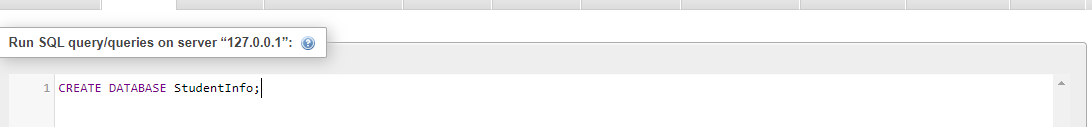 Run SQL query/queries on server “127.0.0.1”:
1 CREATE DATABASE StudentInfo;